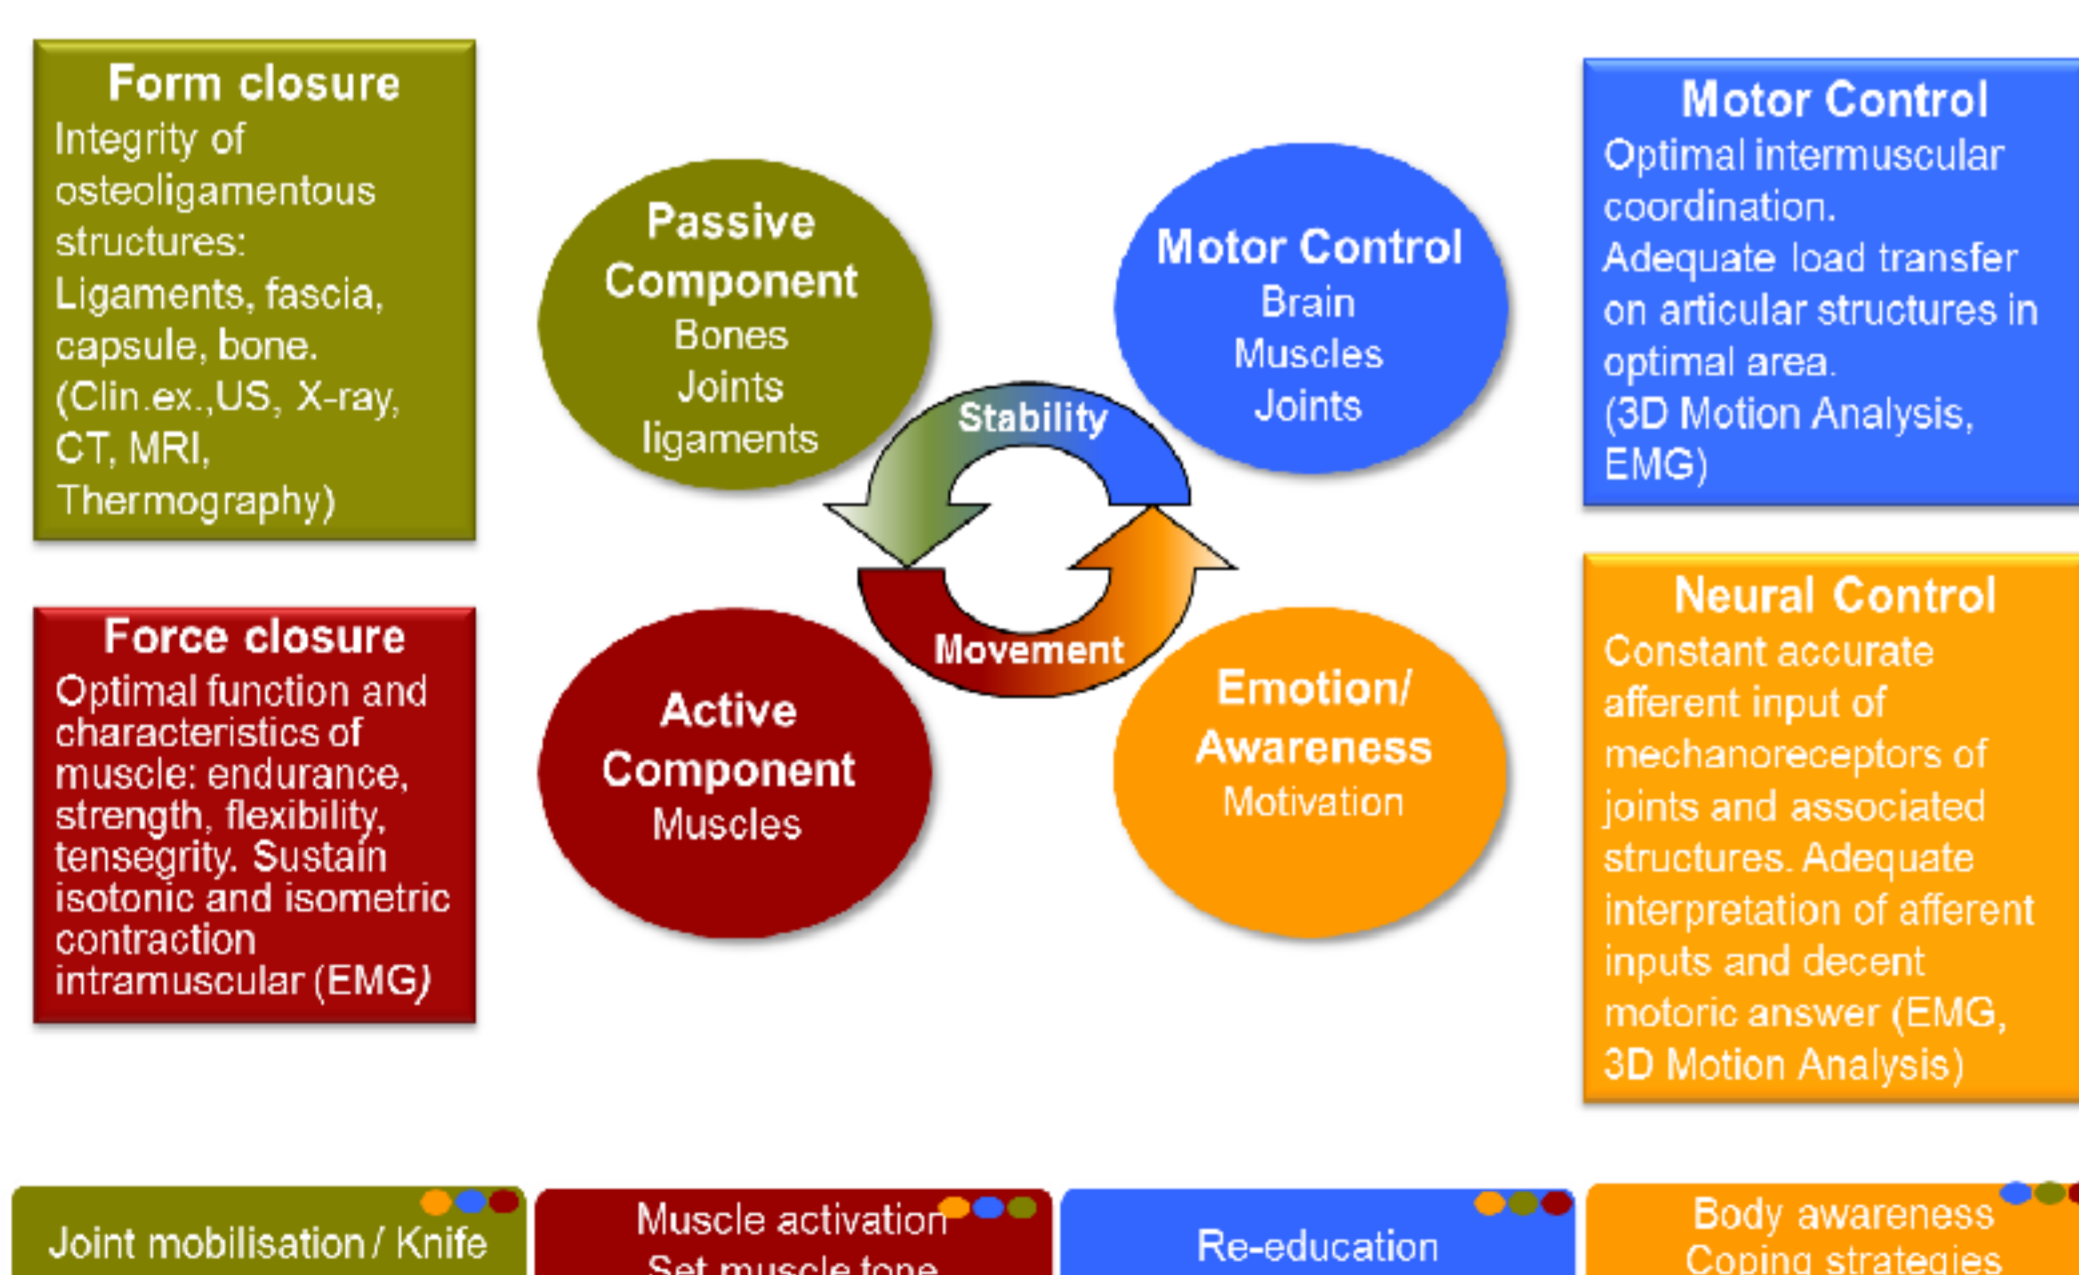 Form closure
Integrity of
osteoligamentous
structures:
Ligaments, fascia,
capsule, bone.
(Clin.ex.,US, X-ray,
CT, MRI,
Thermography)
Force closure
Optimal function and
characteristics of
muscle: endurance,
strength, flexibility,
tensegrity. Sustain
isotonic and isometric
contraction
intramuscular (EMG)
Passive
Component
Bones
Joints
ligaments
Motor Control
Brain
Muscles
Joints
Stability
Movement
Active
Component
Muscles
Emotion/
Awareness
Motivation
Motor Control
Optimal intermuscular
coordination.
Adequate load transfer
on articular structures in
optimal area.
(3D Motion Analysis,
EMG)
Neural Control
Constant accurate
afferent input of
mechanoreceptors of
joints and associated
structures. Adequate
interpretation of afferent
inputs and decent
motoric answer (EMG,
3D Motion Analysis)
Joint mobilisation / Knife
Muscle activation
Set muscle tone
Re-education
Body awareness
Coping strategies